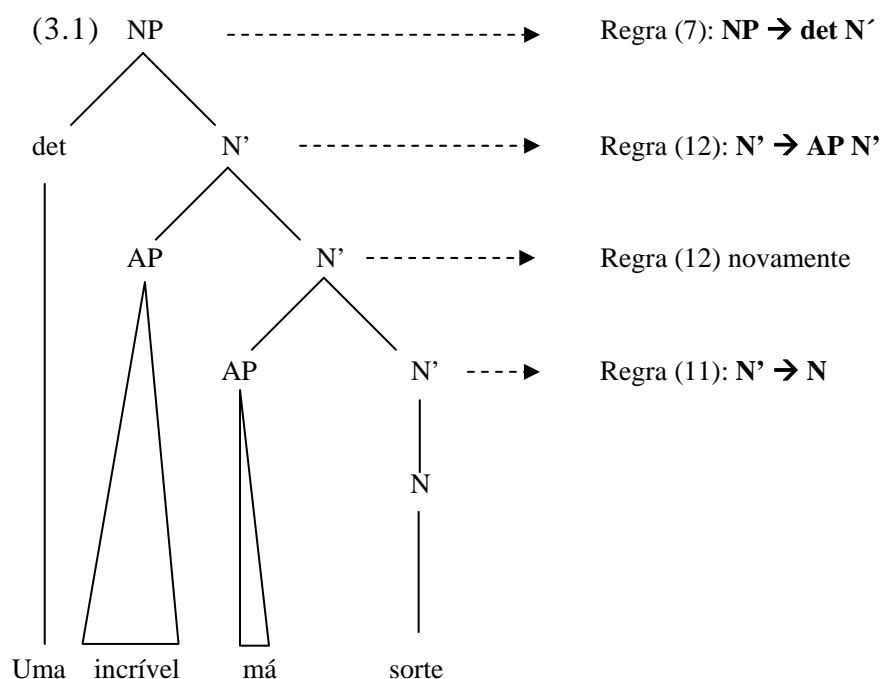 (3.1) NP Regra (7): NP → det N´
det N’ Regra (12): N’ → AP N’
AP N’ Regra (12) novamente
AP N’ Regra (11): N’ → N
N
Uma incrível má sorte